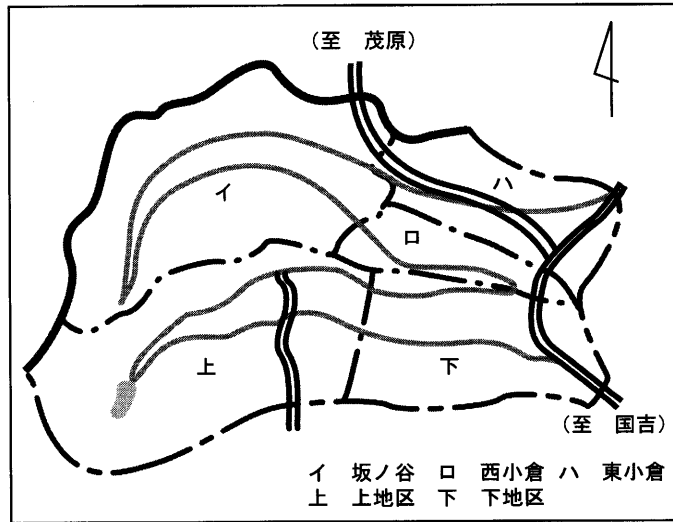 (至 茂原)
ハ
イ
ロ
上
下
(至 国吉)
イ 坂ノ谷 ロ 西小倉 ハ 東小倉
上 上地区 下 下地区